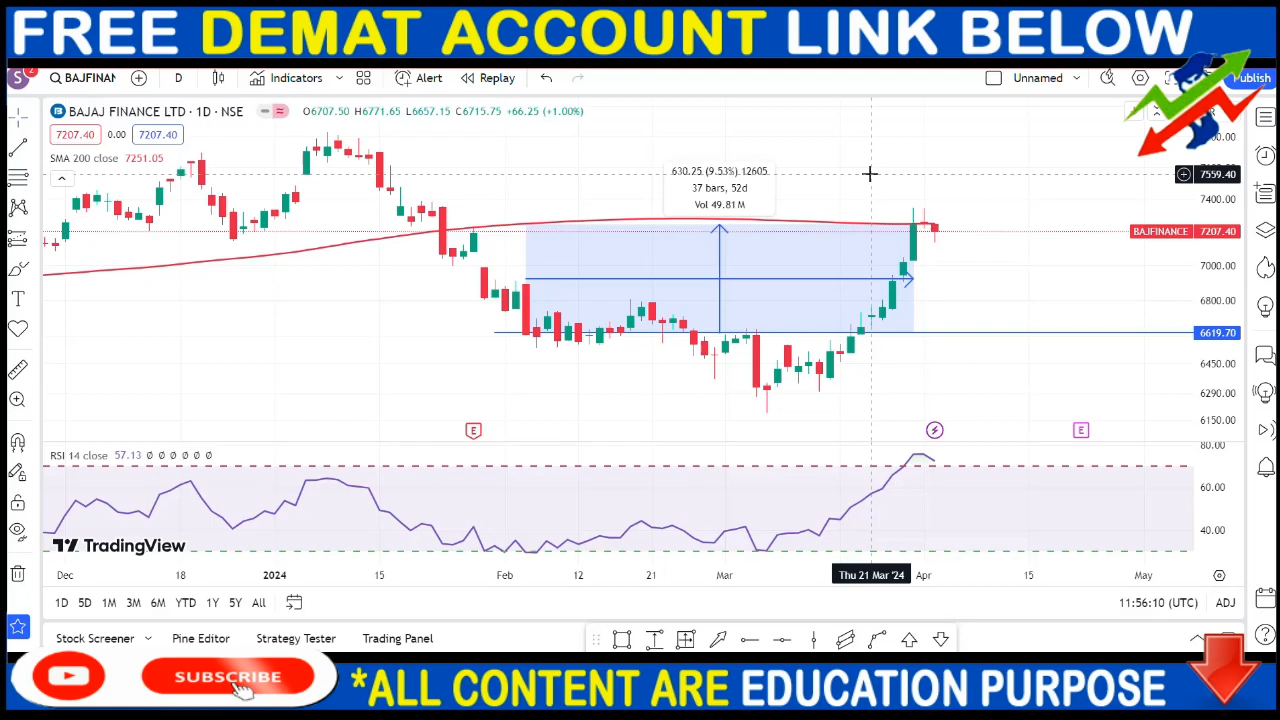 FREE DEMAT ACCOUNT LINK BELOW
S 2 BAJFINAN D Indicators Alert Replay Unnamed Publish
BAJAJ FINANCE LTD · 1D · NSE O6707.50 H6771.65 L6657.15 C6715.75 +66.25 (+1.00%)
7207.40 0.00 7207.40
SMA 200 close 7251.05
630.25 (9.53%) 12605
37 bars, 52d
Vol 49.81 M
7559.40
7400.00
BAJFINANCE 7207.40
7000.00
6800.00
6619.70
6450.00
6290.00
6150.00
E E
RSI 14 close 57.13 Ø Ø Ø Ø Ø Ø
80.00
60.00
40.00
TradingView
Dec 18 2024 15 Feb 12 21 Mar Thu 21 Mar '24 Apr 15 May
1D 5D 1M 3M 6M YTD 1Y 5Y All 11:56:10 (UTC) ADJ
Stock Screener Pine Editor Strategy Tester Trading Panel
SUBSCRIBE
*ALL CONTENT ARE EDUCATION PURPOSE